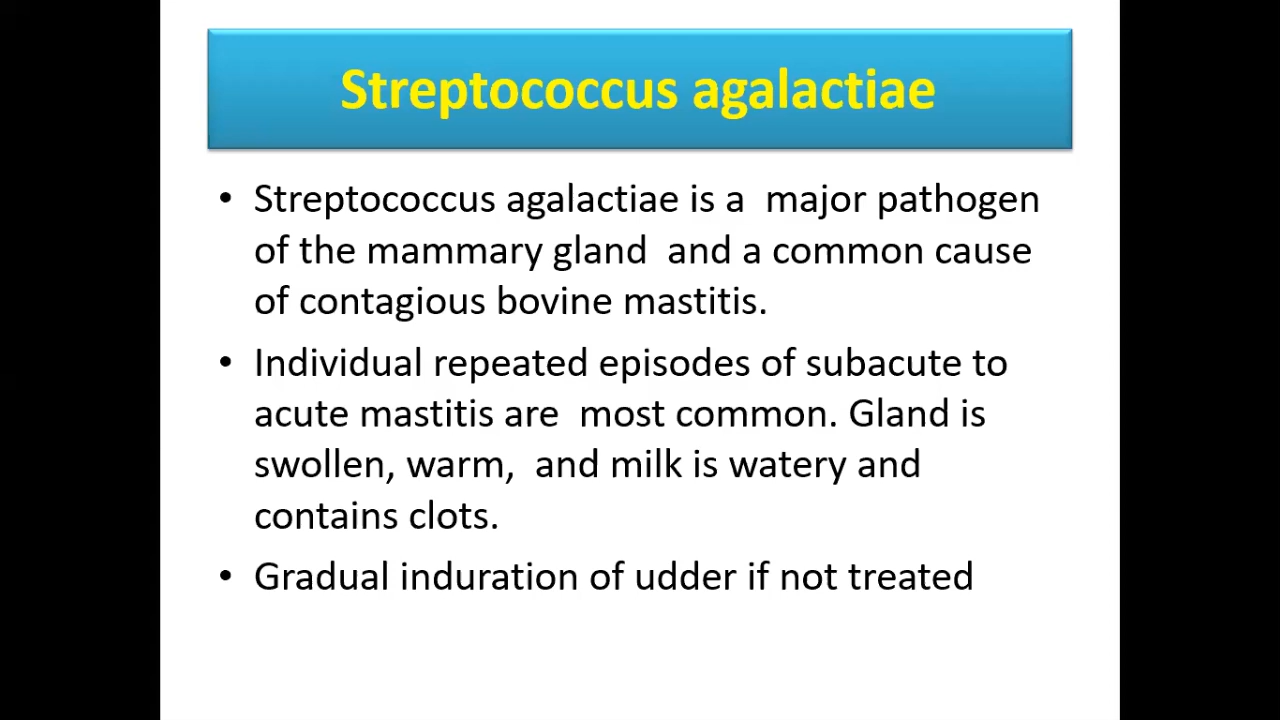 Streptococcus agalactiae
• Streptococcus agalactiae is a  major pathogen
of the mammary gland  and a common cause
of contagious bovine mastitis.
• Individual repeated episodes of subacute to
acute mastitis are  most common. Gland is
swollen, warm,  and milk is watery and
contains clots.
• Gradual induration of udder if not treated